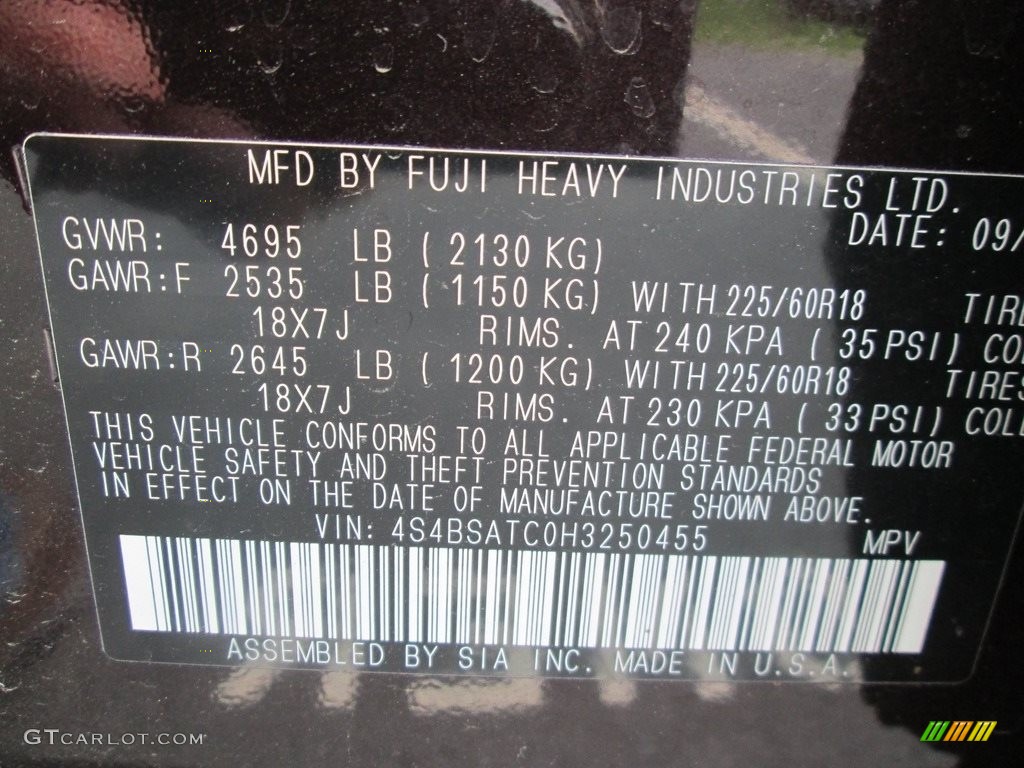 MFD BY FUJI HEAVY INDUSTRIES LTD.
DATE: 09/
GVWR: 4695 LB ( 2130 KG)
GAWR:F 2535 LB ( 1150 KG) WITH 225/60R18 TIRE
18X7J RIMS. AT 240 KPA ( 35 PSI) CO
GAWR:R 2645 LB ( 1200 KG) WITH 225/60R18 TIRES
18X7J RIMS. AT 230 KPA ( 33 PSI) COL
THIS VEHICLE CONFORMS TO ALL APPLICABLE FEDERAL MOTOR
VEHICLE SAFETY AND THEFT PREVENTION STANDARDS
IN EFFECT ON THE DATE OF MANUFACTURE SHOWN ABOVE.
VIN: 4S4BSATC0H3250455 MPV
ASSEMBLED BY SIA INC. MADE IN U.S.A.
GTCARLOT.COM